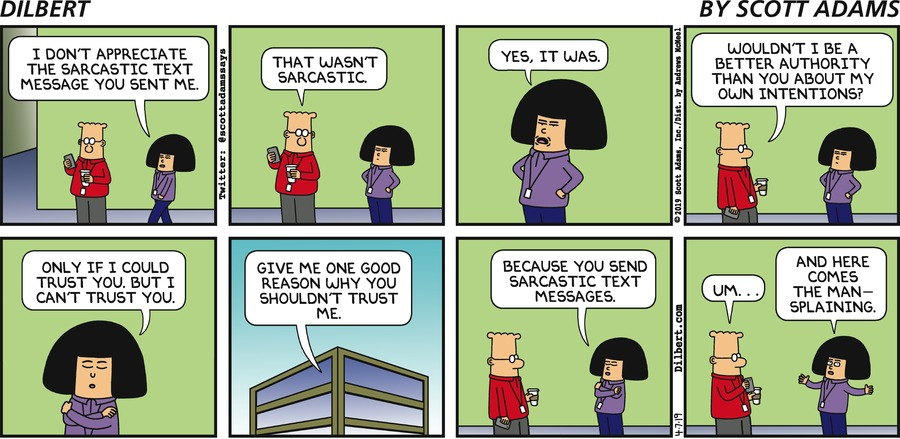 DILBERT
BY SCOTT ADAMS
I DON'T APPRECIATE
THE SARCASTIC TEXT
MESSAGE YOU SENT ME.
Twitter: @scottadamssays
THAT WASN'T
SARCASTIC.
YES, IT WAS.
©2019 Scott Adams, Inc./Dist. by Andrews McMeel
WOULDN'T I BE A
BETTER AUTHORITY
THAN YOU ABOUT MY
OWN INTENTIONS?
ONLY IF I COULD
TRUST YOU. BUT I
CAN'T TRUST YOU.
GIVE ME ONE GOOD
REASON WHY YOU
SHOULDN'T TRUST
ME.
BECAUSE YOU SEND
SARCASTIC TEXT
MESSAGES.
Dilbert.com
4-7-19
UM. . .
AND HERE
COMES
THE MAN-
SPLAINING.